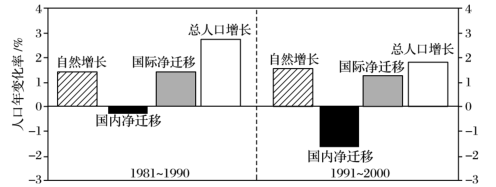 人口年变化率/%
4
3
2
1
0
-1
-2
-3
自然增长
国际净迁移
总人口增长
国内净迁移
1981~1990
自然增长
国际净迁移
总人口增长
国内净迁移
1991~2000
4
3
2
1
0
-1
-2
-3